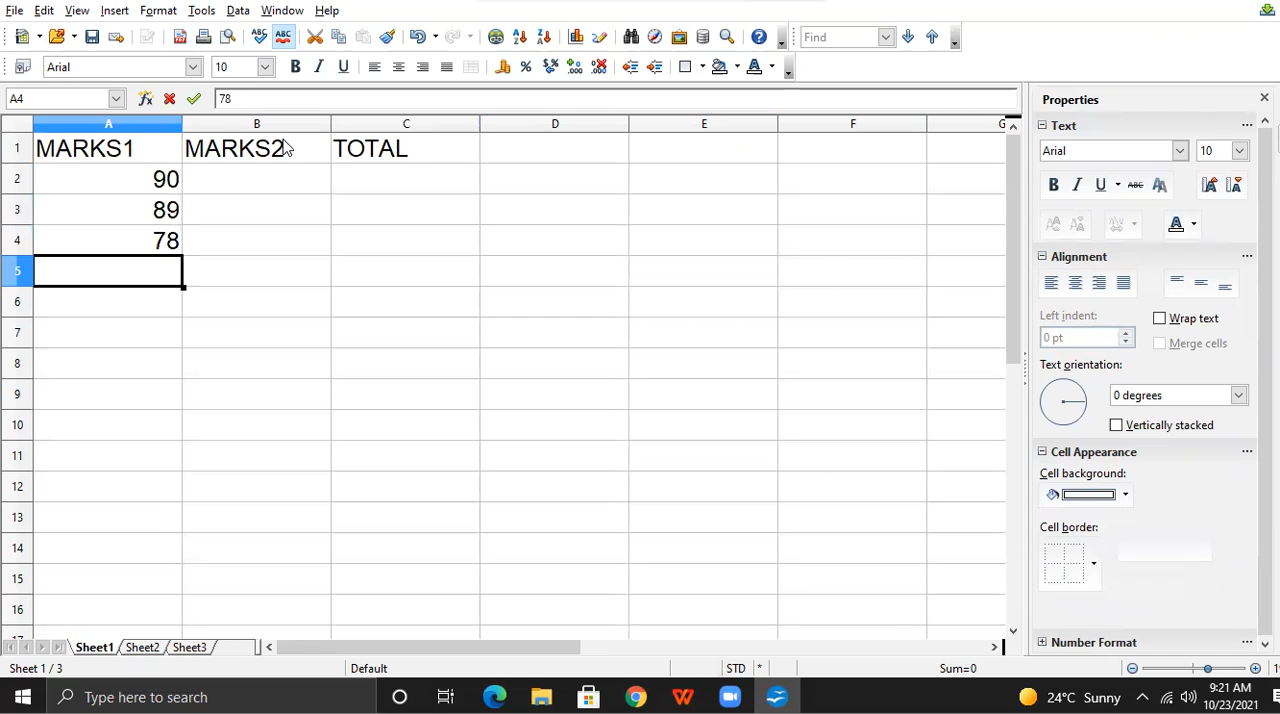 File Edit View Insert Format Tools Data Window Help
Find
Arial 10
A4 78
A B C D E F G
1 MARKS1 MARKS2 TOTAL
2 90
3 89
4 78
5
6
7
8
9
10
11
12
13
14
15
16
Sheet1 Sheet2 Sheet3
Sheet 1 / 3 Default STD * Sum=0
Properties
Text
Arial 10
Alignment
Left indent:
Wrap text
0 pt
Merge cells
Text orientation:
0 degrees
Vertically stacked
Cell Appearance
Cell background:
Cell border:
Number Format
Type here to search
24°C Sunny
9:21 AM
10/23/2021